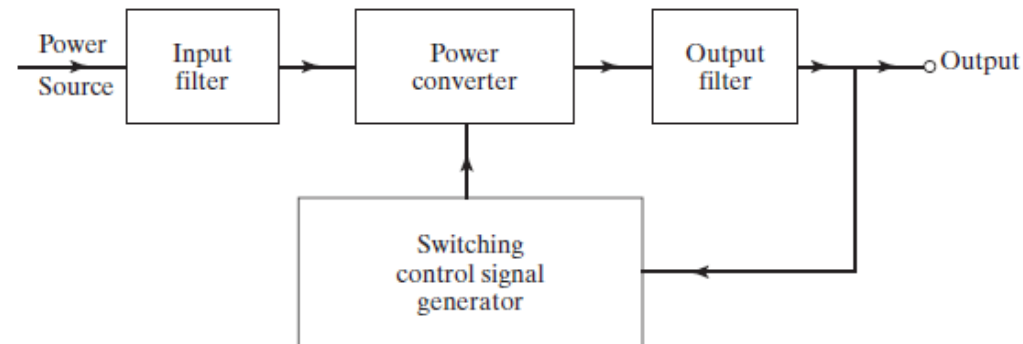 Power
Source
Input
filter
Power
converter
Output
filter
Output
Switching
control signal
generator